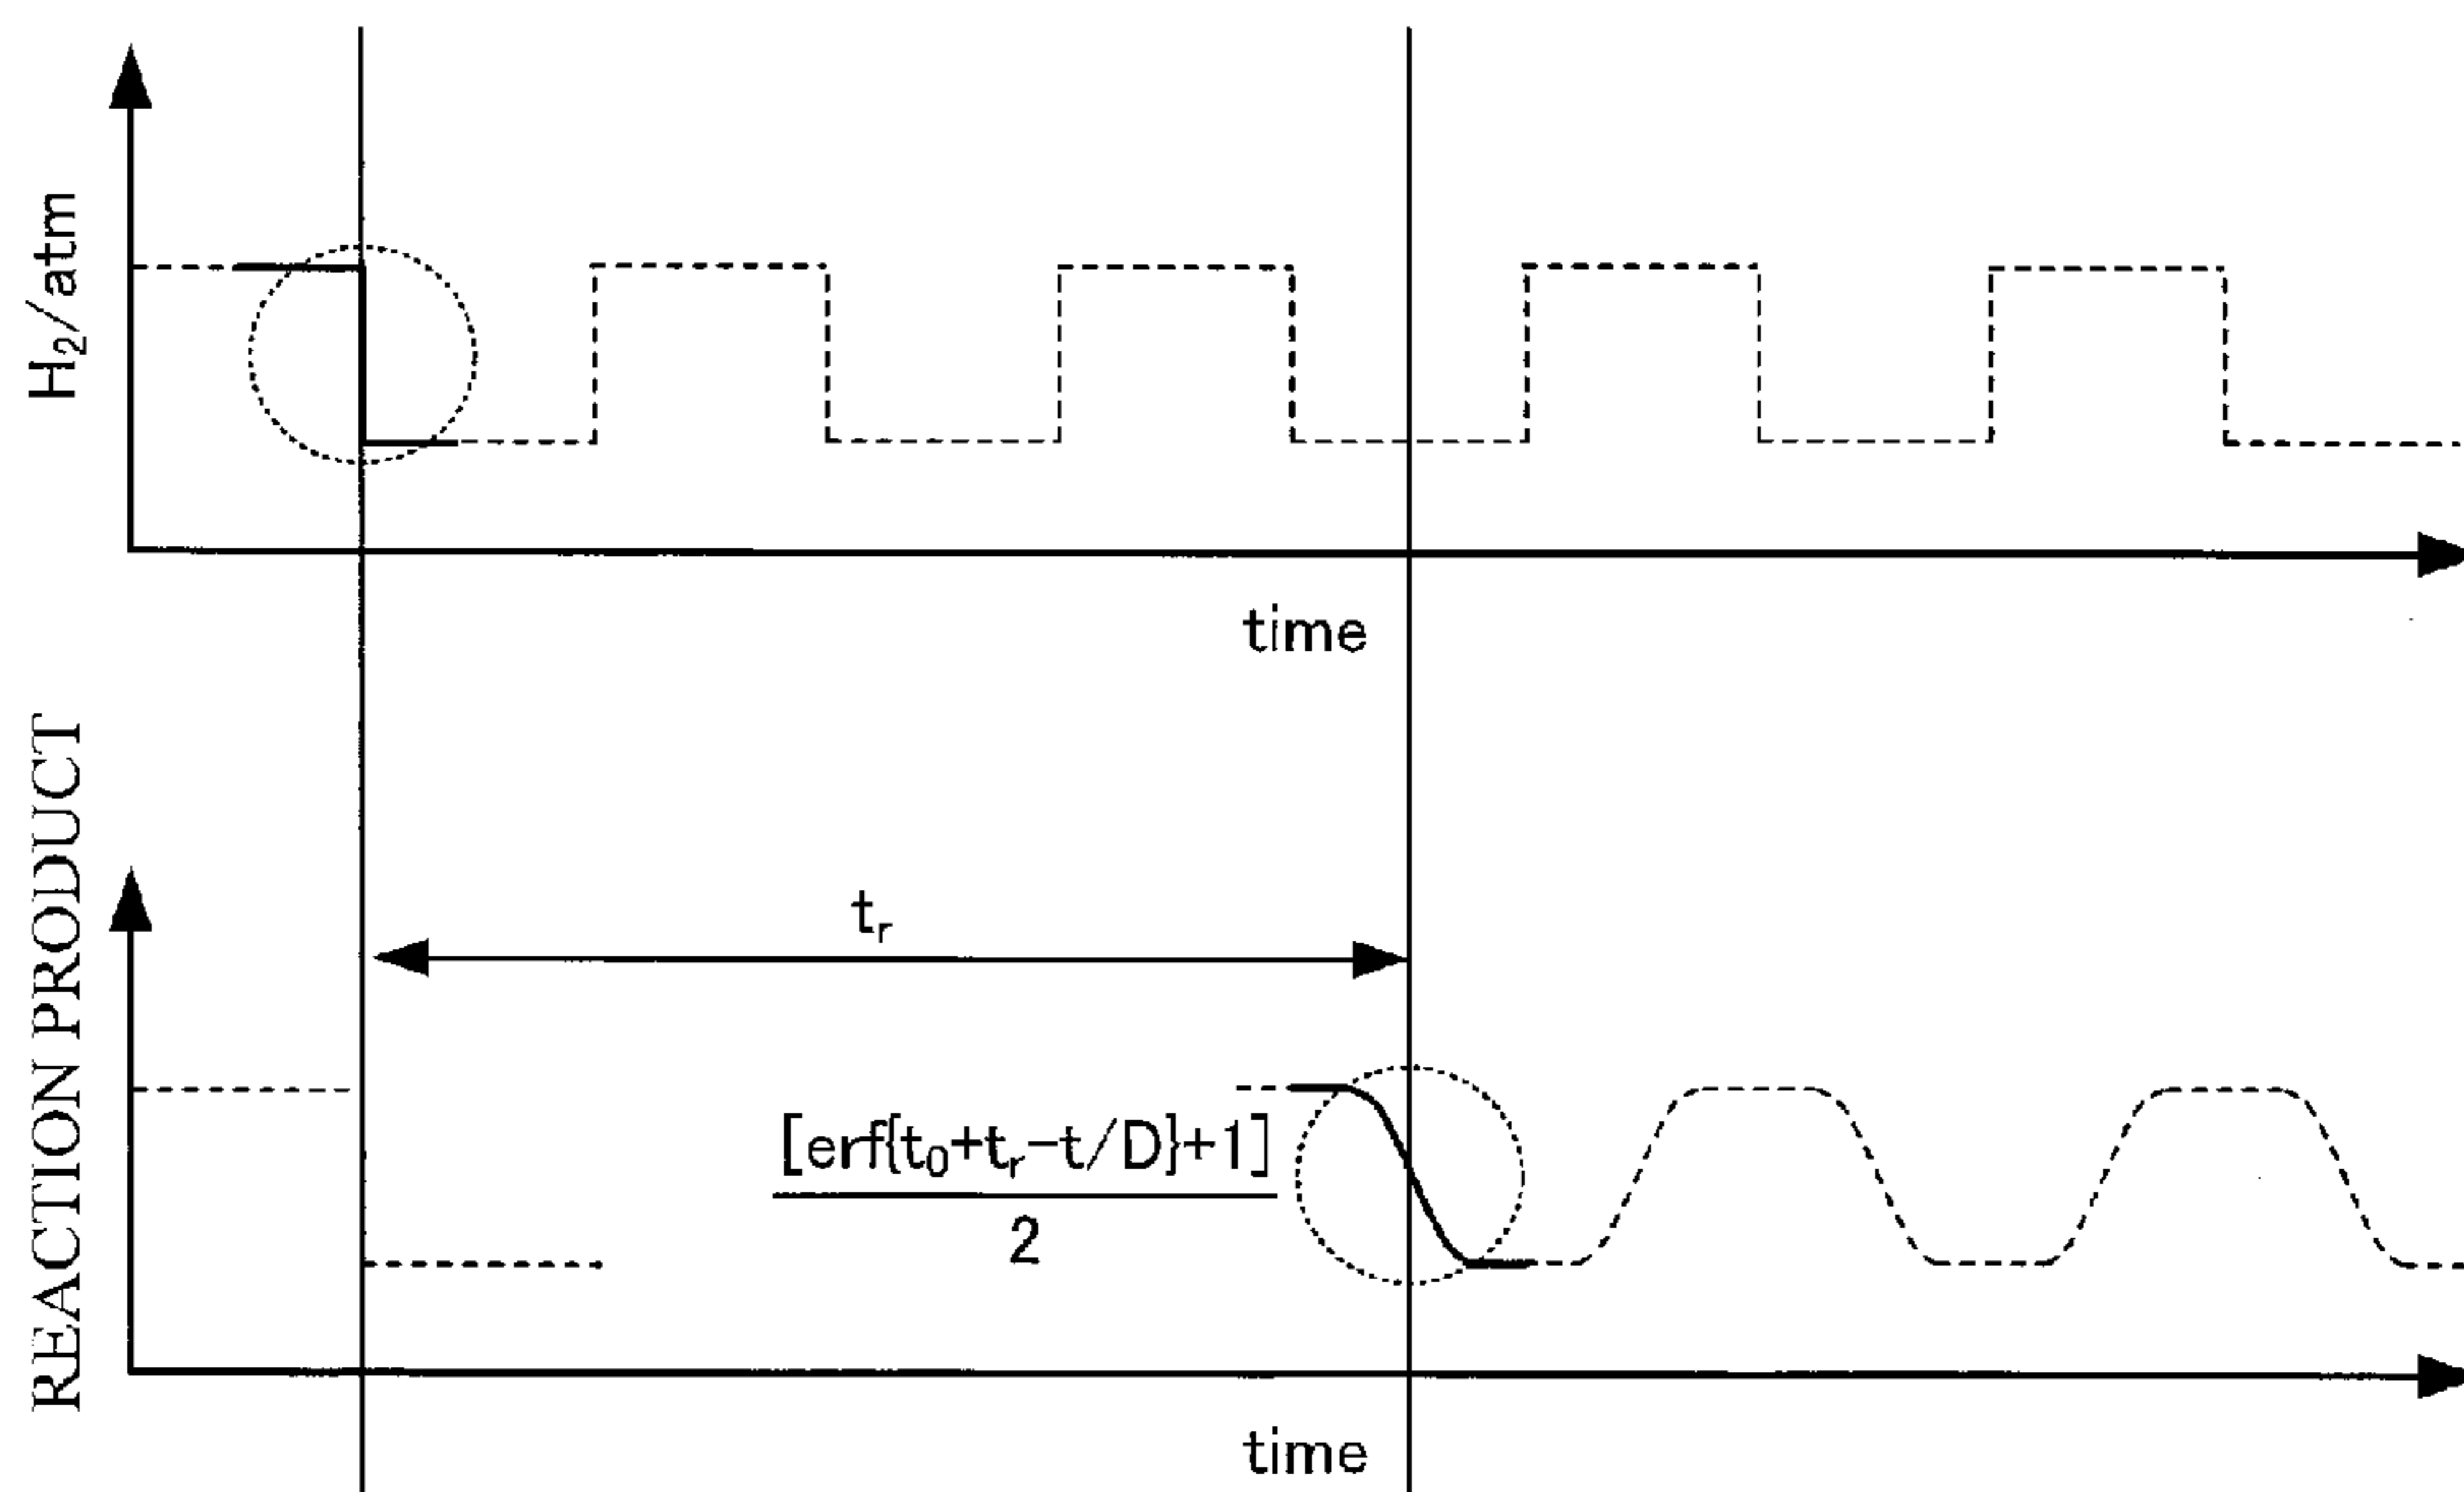 H2/atm
time
REACTION PRODUCT
tr
[erf{t0+tr-t/D}+1]
2
time